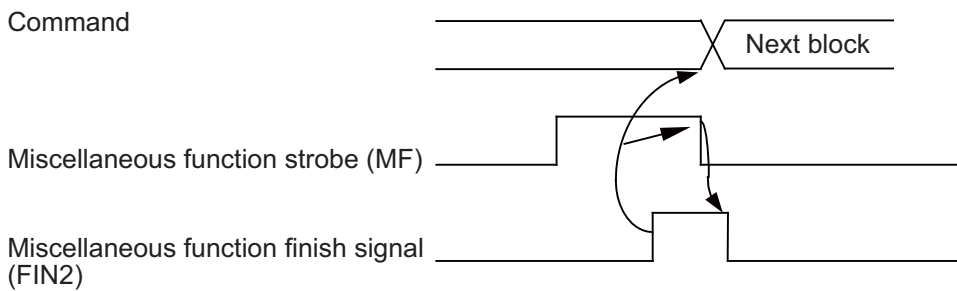 Command
Next block
Miscellaneous function strobe (MF)
Miscellaneous function finish signal
(FIN2)